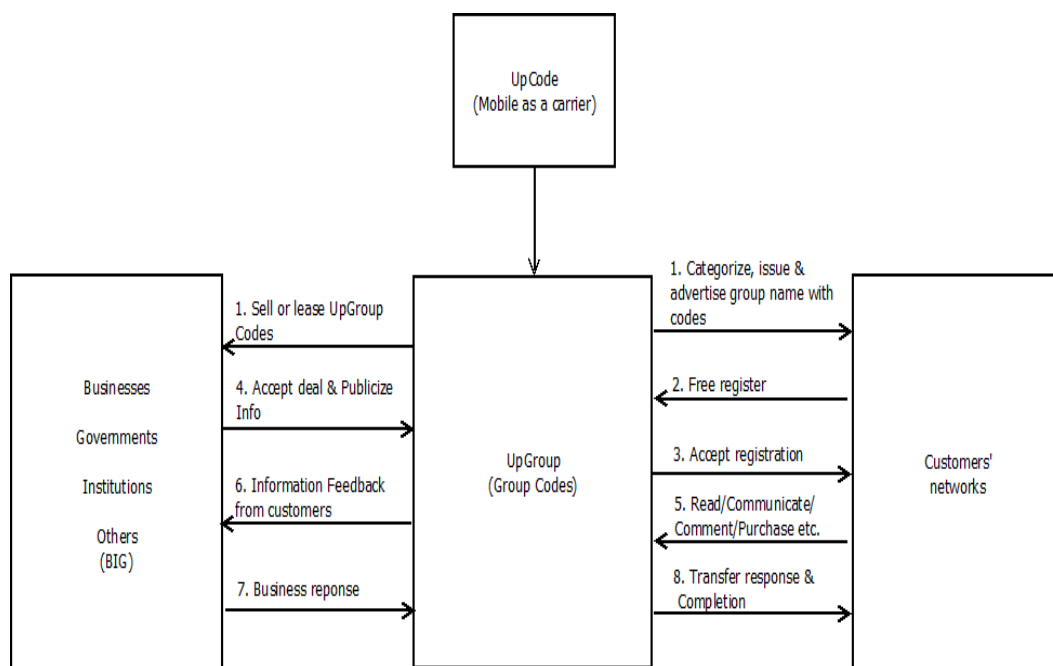 UpCode
(Mobile as a carrier)
1. Categorize, issue &
advertise group name with
codes
1. Sell or lease UpGroup
Codes
2. Free register
4. Accept deal & Publicize
Info
Businesses
Governments
Institutions
Others
(BIG)
UpGroup
(Group Codes)
3. Accept registration
Customers'
networks
6. Information Feedback
from customers
5. Read/Communicate/
Comment/Purchase etc.
7. Business reponse
8. Transfer response &
Completion